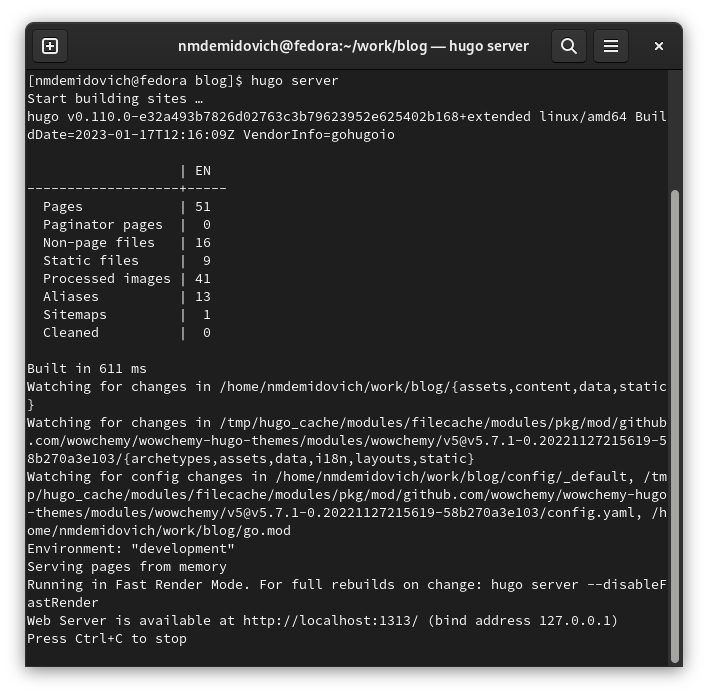 nmdemidovich@fedora:~/work/blog — hugo server
[nmdemidovich@fedora blog]$ hugo server
Start building sites …
hugo v0.110.0-e32a493b7826d02763c3b79623952e625402b168+extended linux/amd64 Buil
dDate=2023-01-17T12:16:09Z VendorInfo=gohugoio
                   | EN
-------------------+-----
  Pages            | 51
  Paginator pages  |  0
  Non-page files   | 16
  Static files     |  9
  Processed images | 41
  Aliases          | 13
  Sitemaps         |  1
  Cleaned          |  0
Built in 611 ms
Watching for changes in /home/nmdemidovich/work/blog/{assets,content,data,static
}
Watching for changes in /tmp/hugo_cache/modules/filecache/modules/pkg/mod/github
.com/wowchemy/wowchemy-hugo-themes/modules/wowchemy/v5@v5.7.1-0.20221127215619-5
8b270a3e103/{archetypes,assets,data,i18n,layouts,static}
Watching for config changes in /home/nmdemidovich/work/blog/config/_default, /tm
p/hugo_cache/modules/filecache/modules/pkg/mod/github.com/wowchemy/wowchemy-hugo
-themes/modules/wowchemy/v5@v5.7.1-0.20221127215619-58b270a3e103/config.yaml, /h
ome/nmdemidovich/work/blog/go.mod
Environment: "development"
Serving pages from memory
Running in Fast Render Mode. For full rebuilds on change: hugo server --disableF
astRender
Web Server is available at http://localhost:1313/ (bind address 127.0.0.1)
Press Ctrl+C to stop